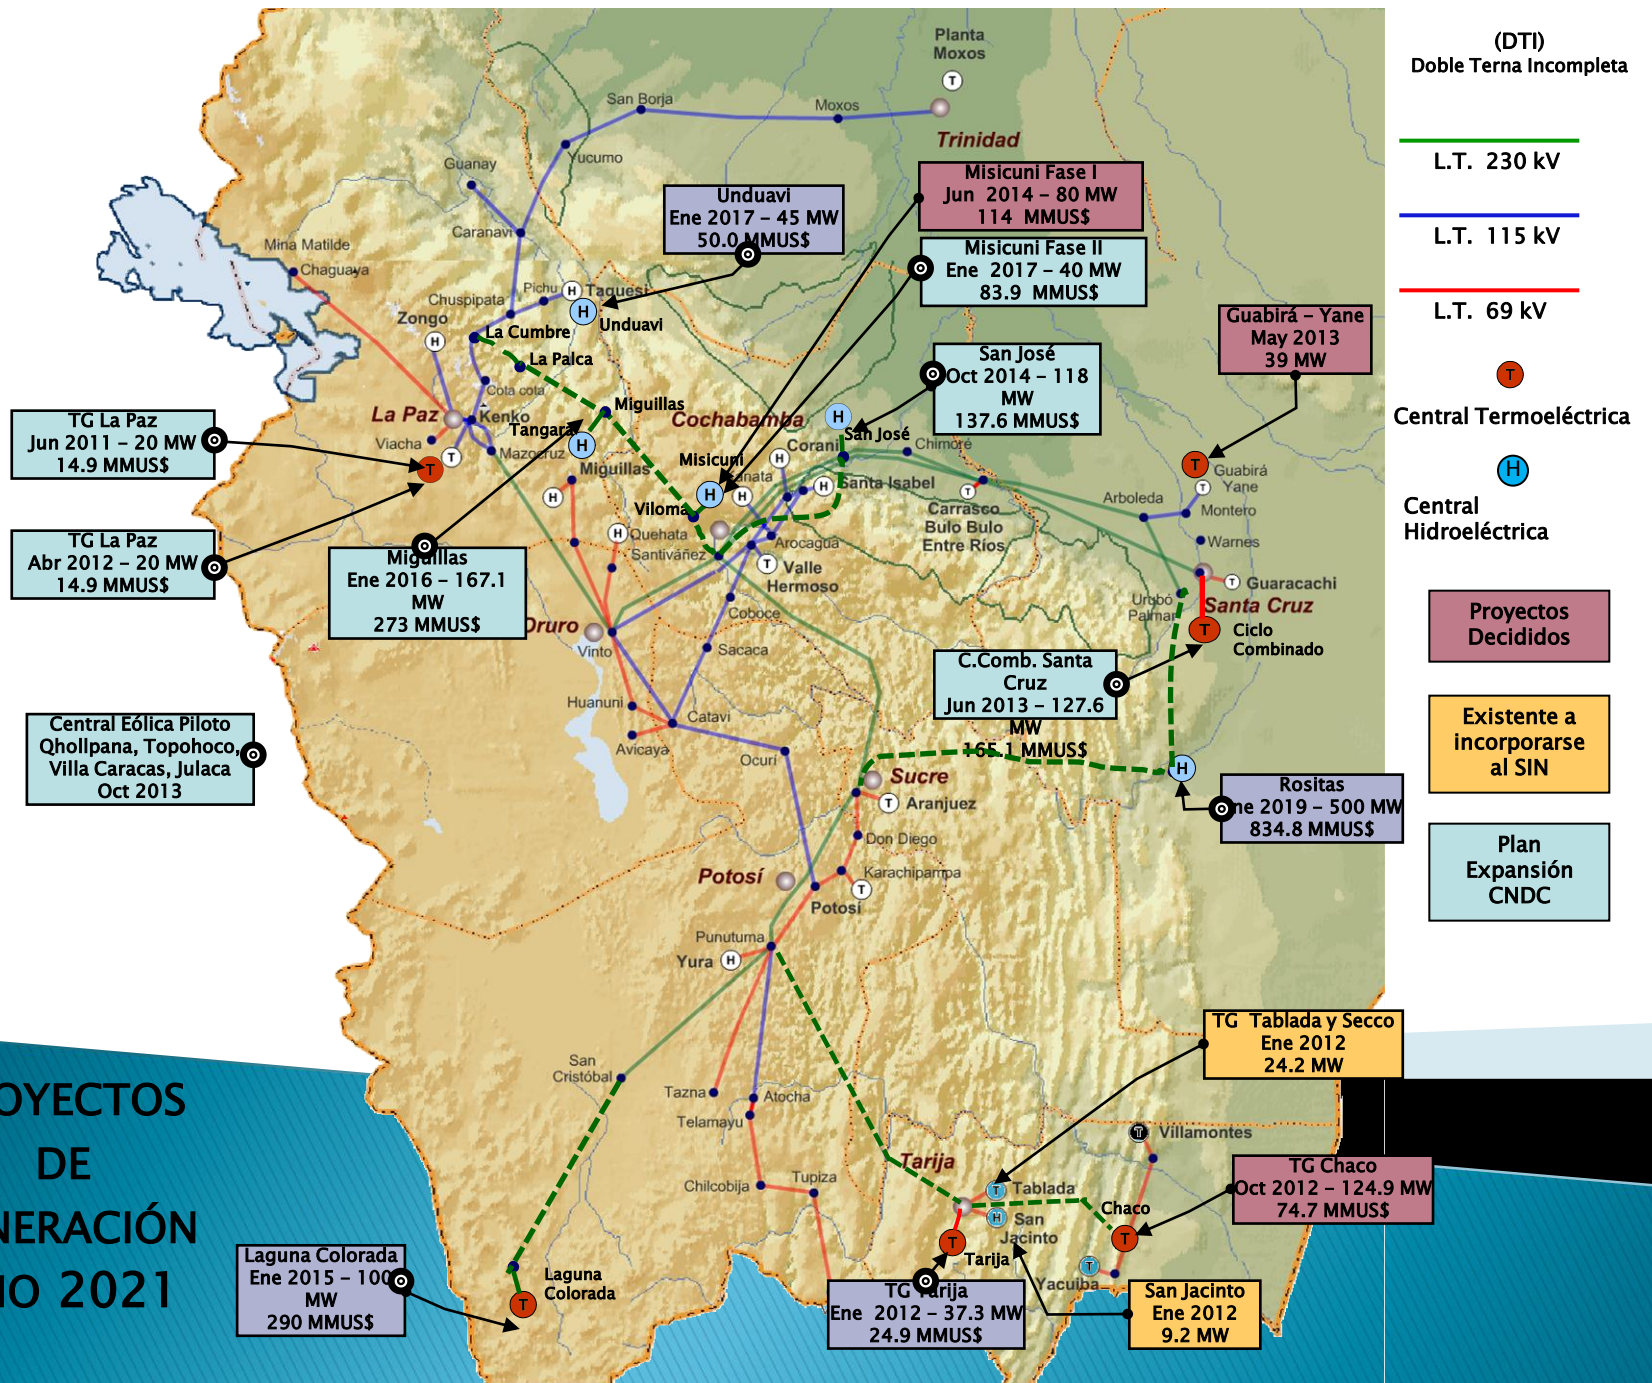 Planta
Moxos
T
San Borja
Moxos
Trinidad
Yucumo
Guanay
Caranavi
Mina Matilde
Chaguaya
Unduavi
Ene 2017 – 45 MW
50.0 MMUS$
Misicuni Fase I
Jun 2014 – 80 MW
114 MMUS$
Misicuni Fase II
Ene 2017 – 40 MW
83.9 MMUS$
Pichu
H
Taquesi
Chuspipata
H
Unduavi
Zongo
H
La Cumbre
La Palca
Cota cota
San José
Oct 2014 – 118
MW
137.6 MMUS$
Guabirá – Yane
May 2013
39 MW
TG La Paz
Jun 2011 – 20 MW
14.9 MMUS$
La Paz
Kenko
Viacha
T
T
Mazocruz
Miguillas
Tangara
H
Miguillas
H
Cochabamba
H
San José
Corani
H
Chimoré
Misicuni
H
H
H
Santa Isabel
Viloma
T
Carrasco
Bulo Bulo
Entre Ríos
T
Guabirá
T
Yane
Arboleda
Montero
Warnes
TG La Paz
Abr 2012 – 20 MW
14.9 MMUS$
Miguillas
Ene 2016 – 167.1
MW
273 MMUS$
H
Quehata
Santiváñez
Arocagua
T
Valle
Hermoso
Coboce
T
Guaracachi
Urubó
Palmar
Santa Cruz
T
Ciclo
Combinado
Oruro
Vinto
Sacaca
C.Comb. Santa
Cruz
Jun 2013 – 127.6
MW
165.1 MMUS$
Huanuni
Catavi
Avicaya
Ocurí
Central Eólica Piloto
Qhollpana, Topohoco,
Villa Caracas, Julaca
Oct 2013
Sucre
T
Aranjuez
Don Diego
H
Rositas
ne 2019 – 500 MW
834.8 MMUS$
Potosí
Karachipampa
T
Potosí
Punutuma
Yura
H
San
Cristóbal
Tazna
Atocha
Telamayu
Chilcobija
Tupiza
TG Tablada y Secco
Ene 2012
24.2 MW
T
Villamontes
Tarija
T
Tablada
H
San
Jacinto
T
Tarija
Chaco
T
T
Yacuiba
TG Chaco
Oct 2012 – 124.9 MW
74.7 MMUS$
Laguna Colorada
Ene 2015 – 100
MW
290 MMUS$
Laguna
Colorada
T
TG Tarija
Ene 2012 – 37.3 MW
24.9 MMUS$
San Jacinto
Ene 2012
9.2 MW
OYECTOS
DE
NERACIÓN
2021
(DTI)
Doble Terna Incompleta
L.T. 230 kV
L.T. 115 kV
L.T. 69 kV
T
Central Termoeléctrica
H
Central
Hidroeléctrica
Proyectos
Decididos
Existente a
incorporarse
al SIN
Plan
Expansión
CNDC